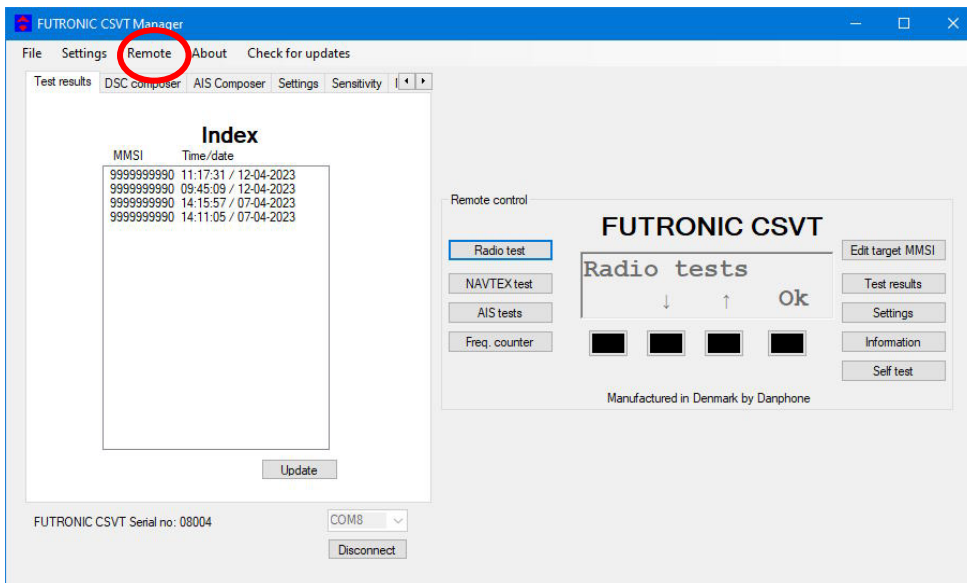 FUTRONIC CSVT Manager
File Settings Remote About Check for updates
Test results DSC composer AIS Composer Settings Sensitivity
Index
MMSI Time/date
9999999990 11:17:31 / 12-04-2023
9999999990 09:45:09 / 12-04-2023
9999999990 14:15:57 / 07-04-2023
9999999990 14:11:05 / 07-04-2023
Update
FUTRONIC CSVT Serial no: 08004
COM8
Disconnect
Remote control
FUTRONIC CSVT
Radio test
NAVTEX test
AIS tests
Freq. counter
Radio tests
↓ ↑ Ok
Edit target MMSI
Test results
Settings
Information
Self test
Manufactured in Denmark by Danphone